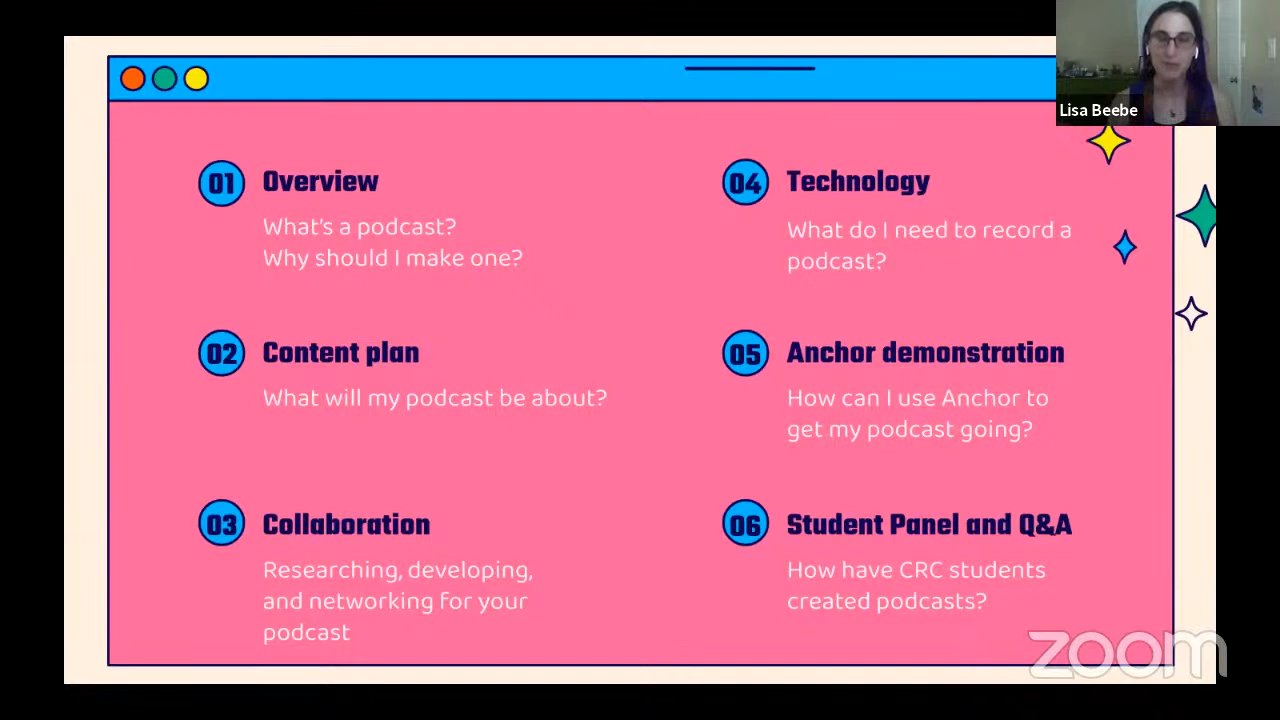 Lisa Beebe
01 Overview
What's a podcast?
Why should I make one?
02 Content plan
What will my podcast be about?
03 Collaboration
Researching, developing,
and networking for your
podcast
04 Technology
What do I need to record a
podcast?
05 Anchor demonstration
How can I use Anchor to
get my podcast going?
06 Student Panel and Q&A
How have CRC students
created podcasts?
zoom